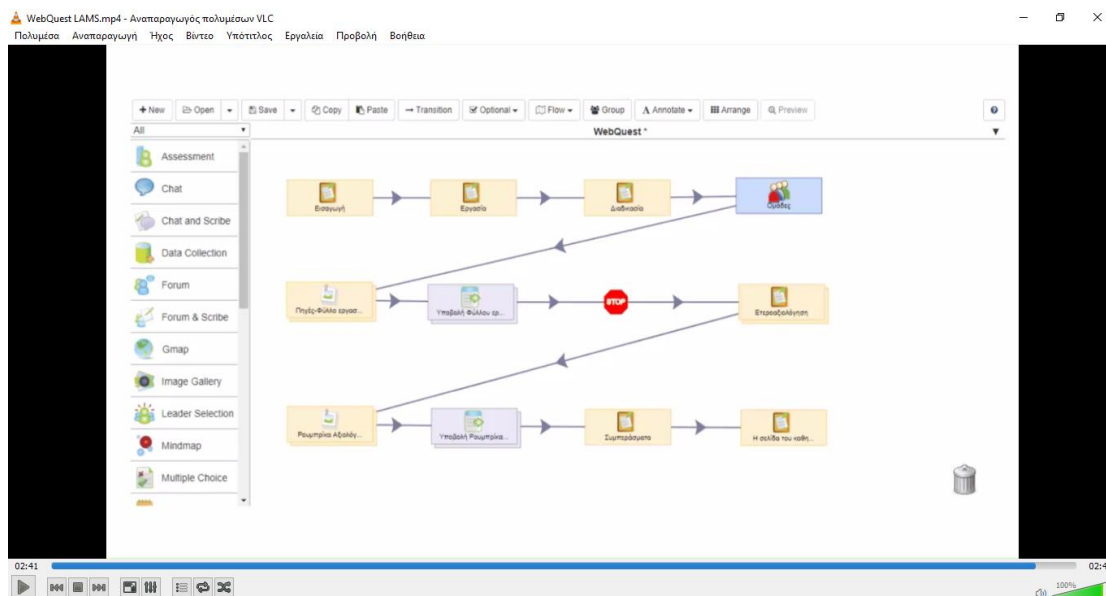 WebQuest LAMS.mp4 - Αναπαραγωγός πολυμέσων VLC
Πολυμέσα Αναπαραγωγή Ήχος Βίντεο Υπότιτλος Εργαλεία Προβολή Βοήθεια
New Open Save Copy Paste Transition Optional Flow Group Annotate Arrange Preview
All
WebQuest *
Assessment
Chat
Chat and Scribe
Data Collection
Forum
Forum & Scribe
Gmap
Image Gallery
Leader Selection
Mindmap
Multiple Choice
Εισαγωγή Εργασία Διαδικασία Ομάδες
Πηγές-Φύλλο εργασ... Υποβολή Φύλλου ερ... STOP Ετεροαξιολόγηση
Ρουμπρίκα Αξιολόγ... Υποβολή Ρουμπρίκα... Συμπεράσματα Η σελίδα του καθη...
02:41
02:4
100%